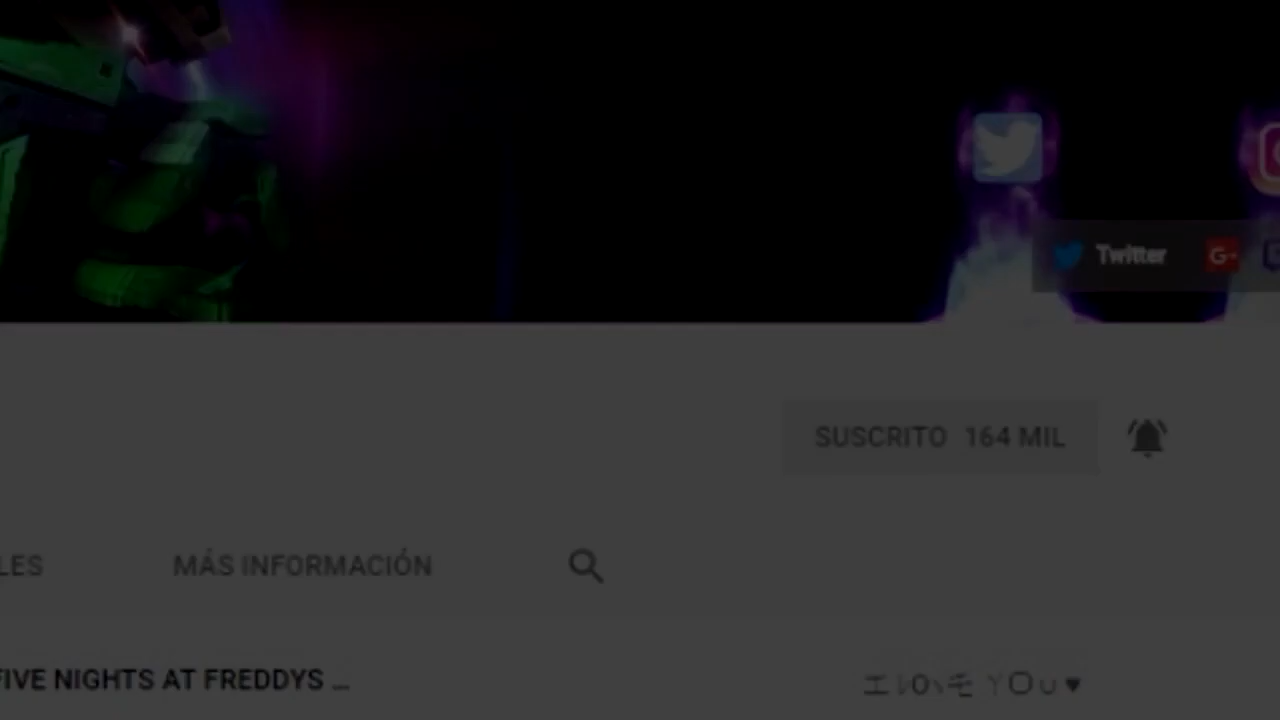 Twitter
SUSCRITO 164 MIL
LES MÁS INFORMACIÓN
FIVE NIGHTS AT FREDDYS ...